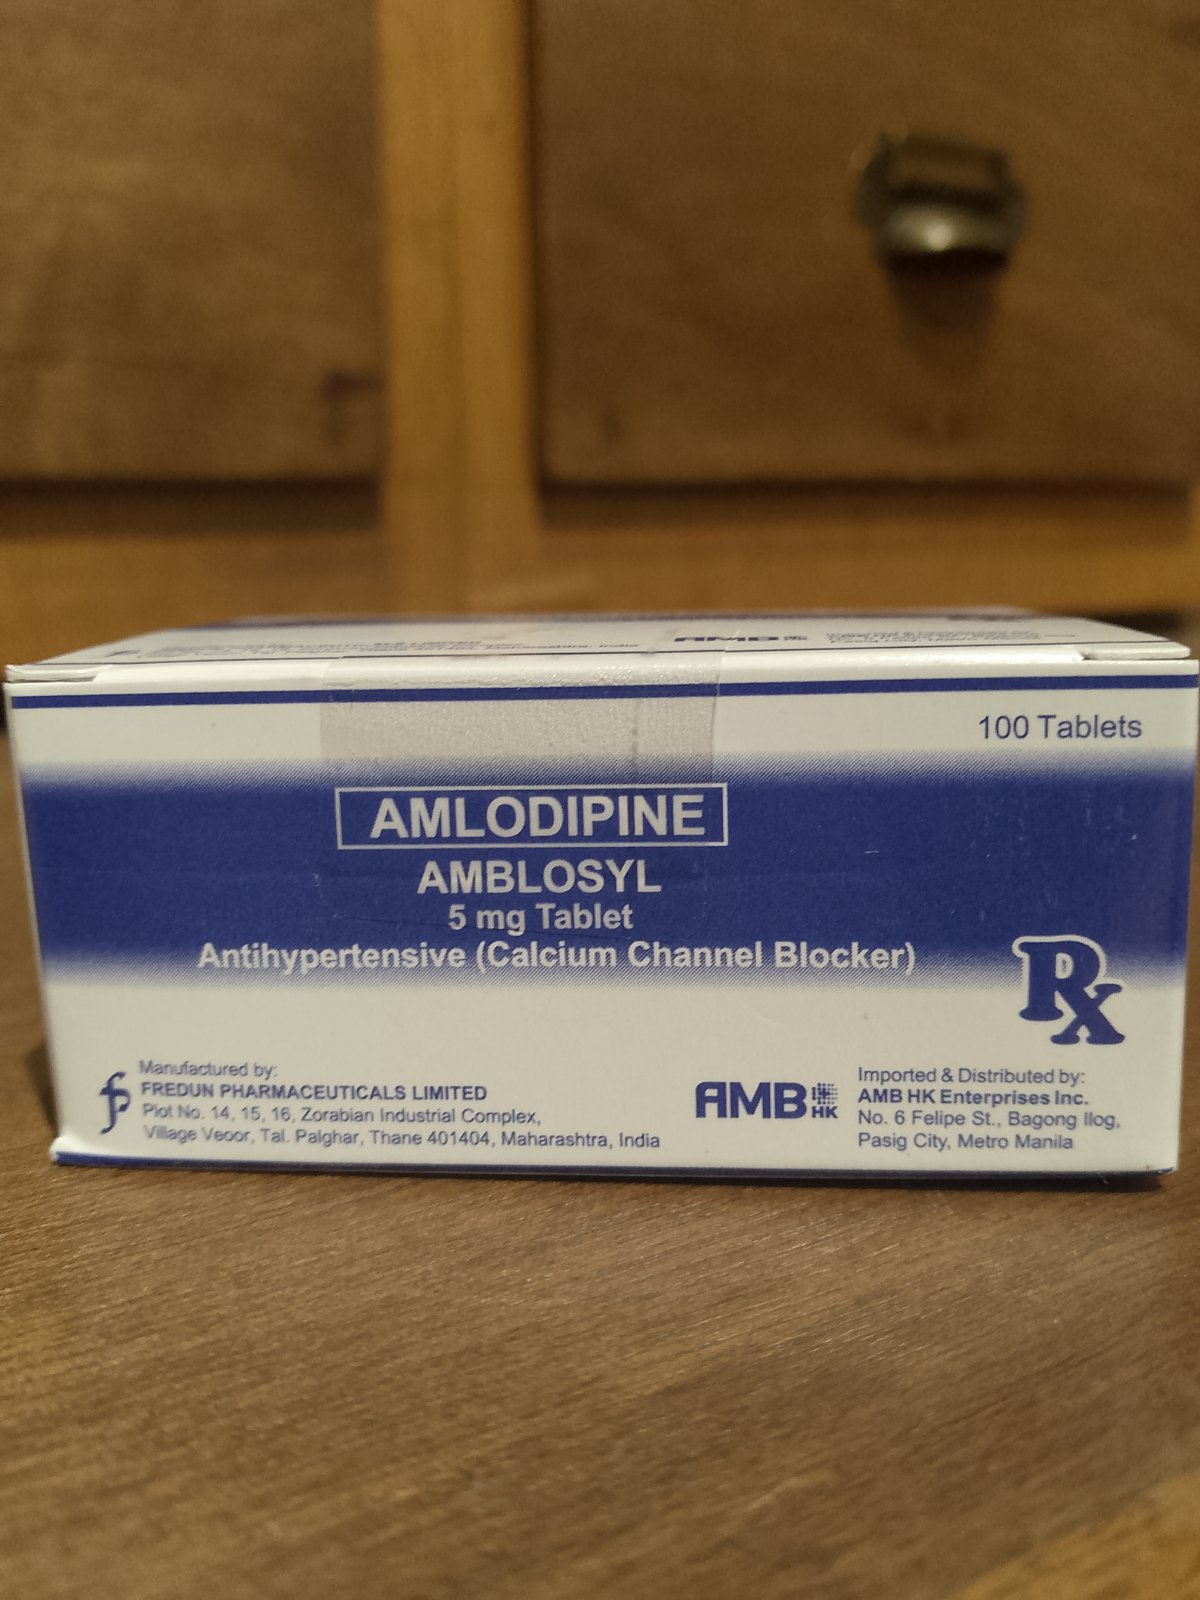 100 Tablets
AMLODIPINE
AMBLOSYL
5 mg Tablet
Antihypertensive (Calcium Channel Blocker)
Rx
Manufactured by:
FREDUN PHARMACEUTICALS LIMITED
Plot No. 14, 15, 16, Zorabian Industrial Complex,
Village Veoor, Tal. Palghar, Thane 401404, Maharashtra, India
AMB HK
Imported & Distributed by:
AMB HK Enterprises Inc.
No. 6 Felipe St., Bagong Ilog,
Pasig City, Metro Manila